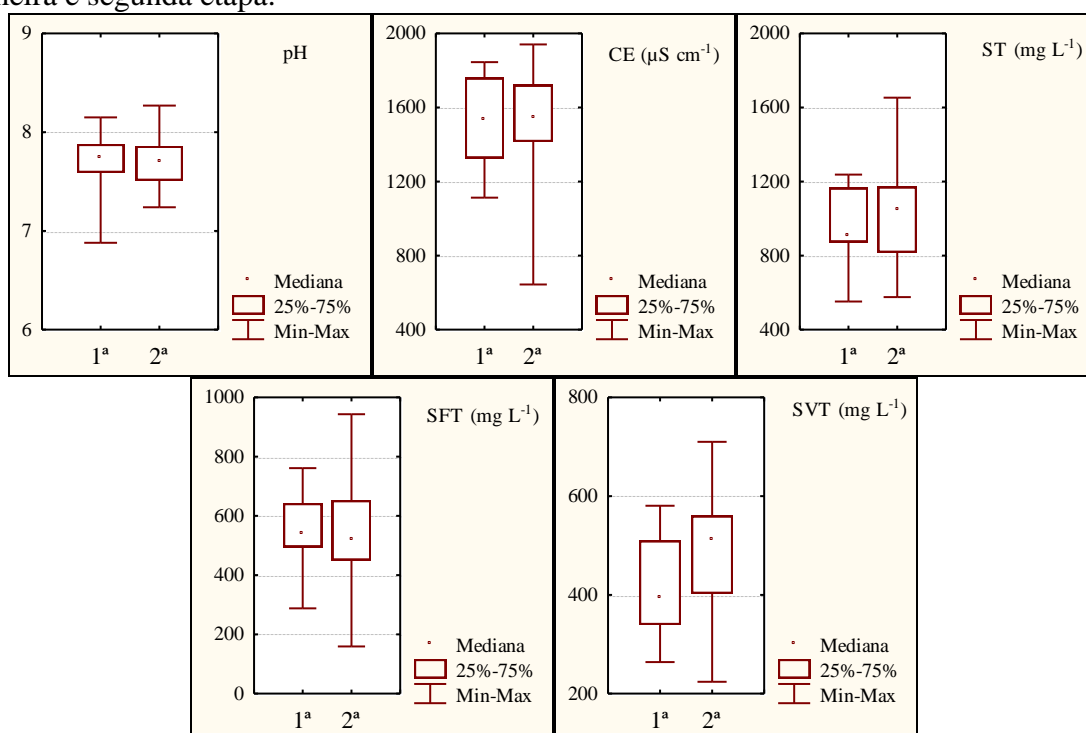 e segunda etapa.
pH
9
8
7
6
Mediana
25%-75%
Min-Max
1ª 2ª
CE (µS cm⁻¹)
2000
1600
1200
800
400
Mediana
25%-75%
Min-Max
1ª 2ª
ST (mg L⁻¹)
2000
1600
1200
800
400
Mediana
25%-75%
Min-Max
1ª 2ª
SFT (mg L⁻¹)
1000
800
600
400
200
0
Mediana
25%-75%
Min-Max
1ª 2ª
SVT (mg L⁻¹)
800
600
400
200
Mediana
25%-75%
Min-Max
1ª 2ª